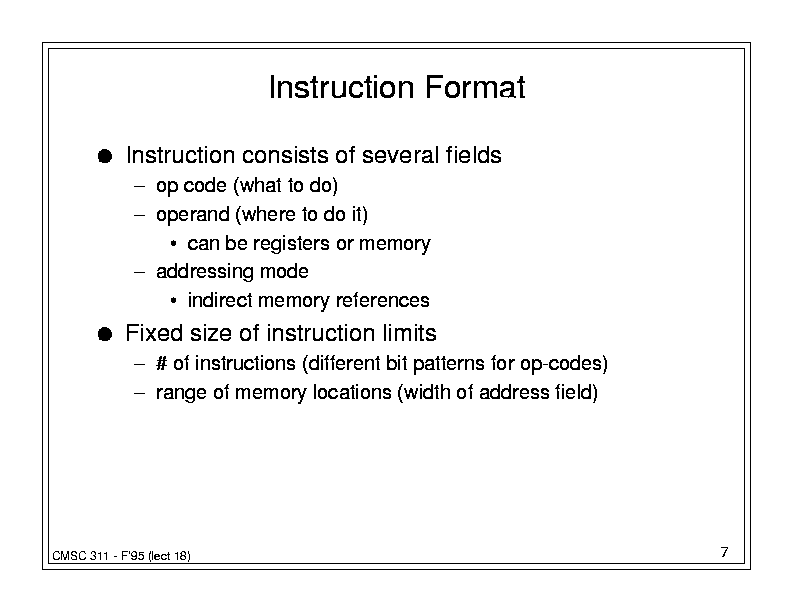 Instruction Format
● Instruction consists of several fields
– op code (what to do)
– operand (where to do it)
• can be registers or memory
– addressing mode
• indirect memory references
● Fixed size of instruction limits
– # of instructions (different bit patterns for op-codes)
– range of memory locations (width of address field)
CMSC 311 - F'95 (lect 18)
7